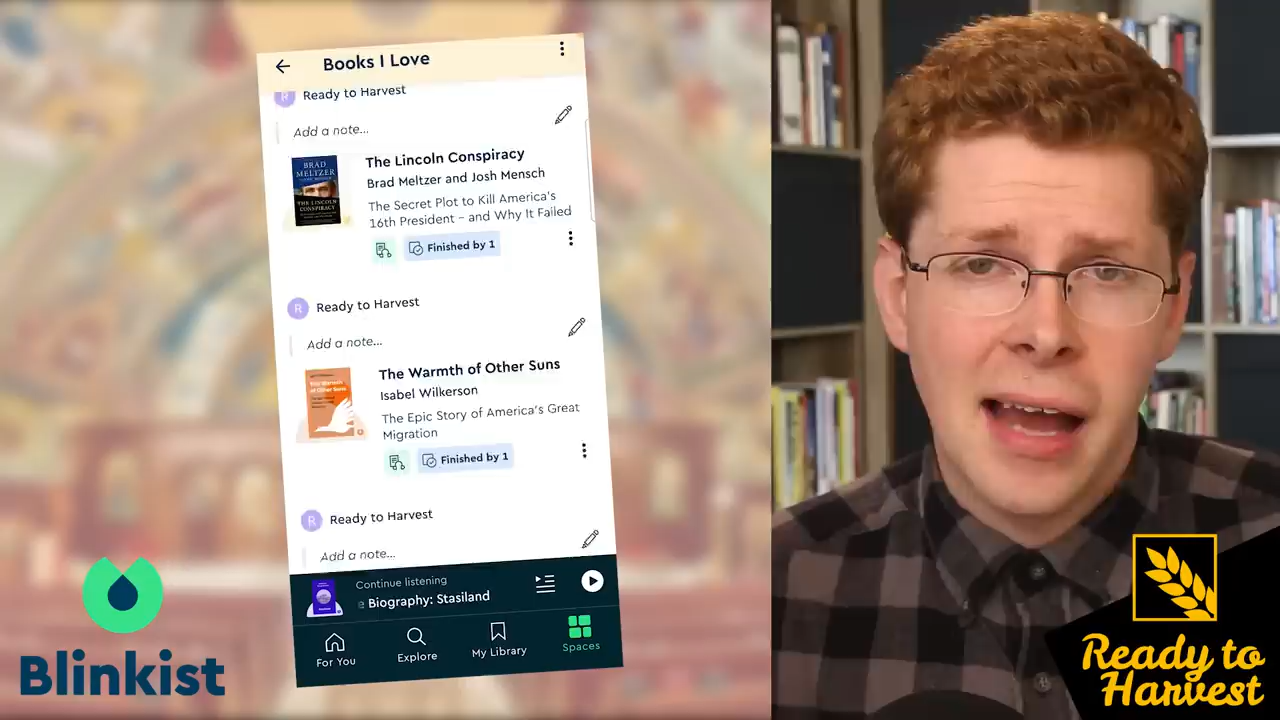 Books I Love
Ready to Harvest
Add a note...
BRAD
MELTZER
The Lincoln Conspiracy
Brad Meltzer and Josh Mensch
The Secret Plot to Kill America's
16th President – and Why It Failed
Finished by 1
Ready to Harvest
Add a note...
The Warmth of Other Suns
Isabel Wilkerson
The Epic Story of America's Great
Migration
Finished by 1
Ready to Harvest
Add a note...
Continue listening
Biography: Stasiland
For You
Explore
My Library
Spaces
Blinkist
Ready to
Harvest